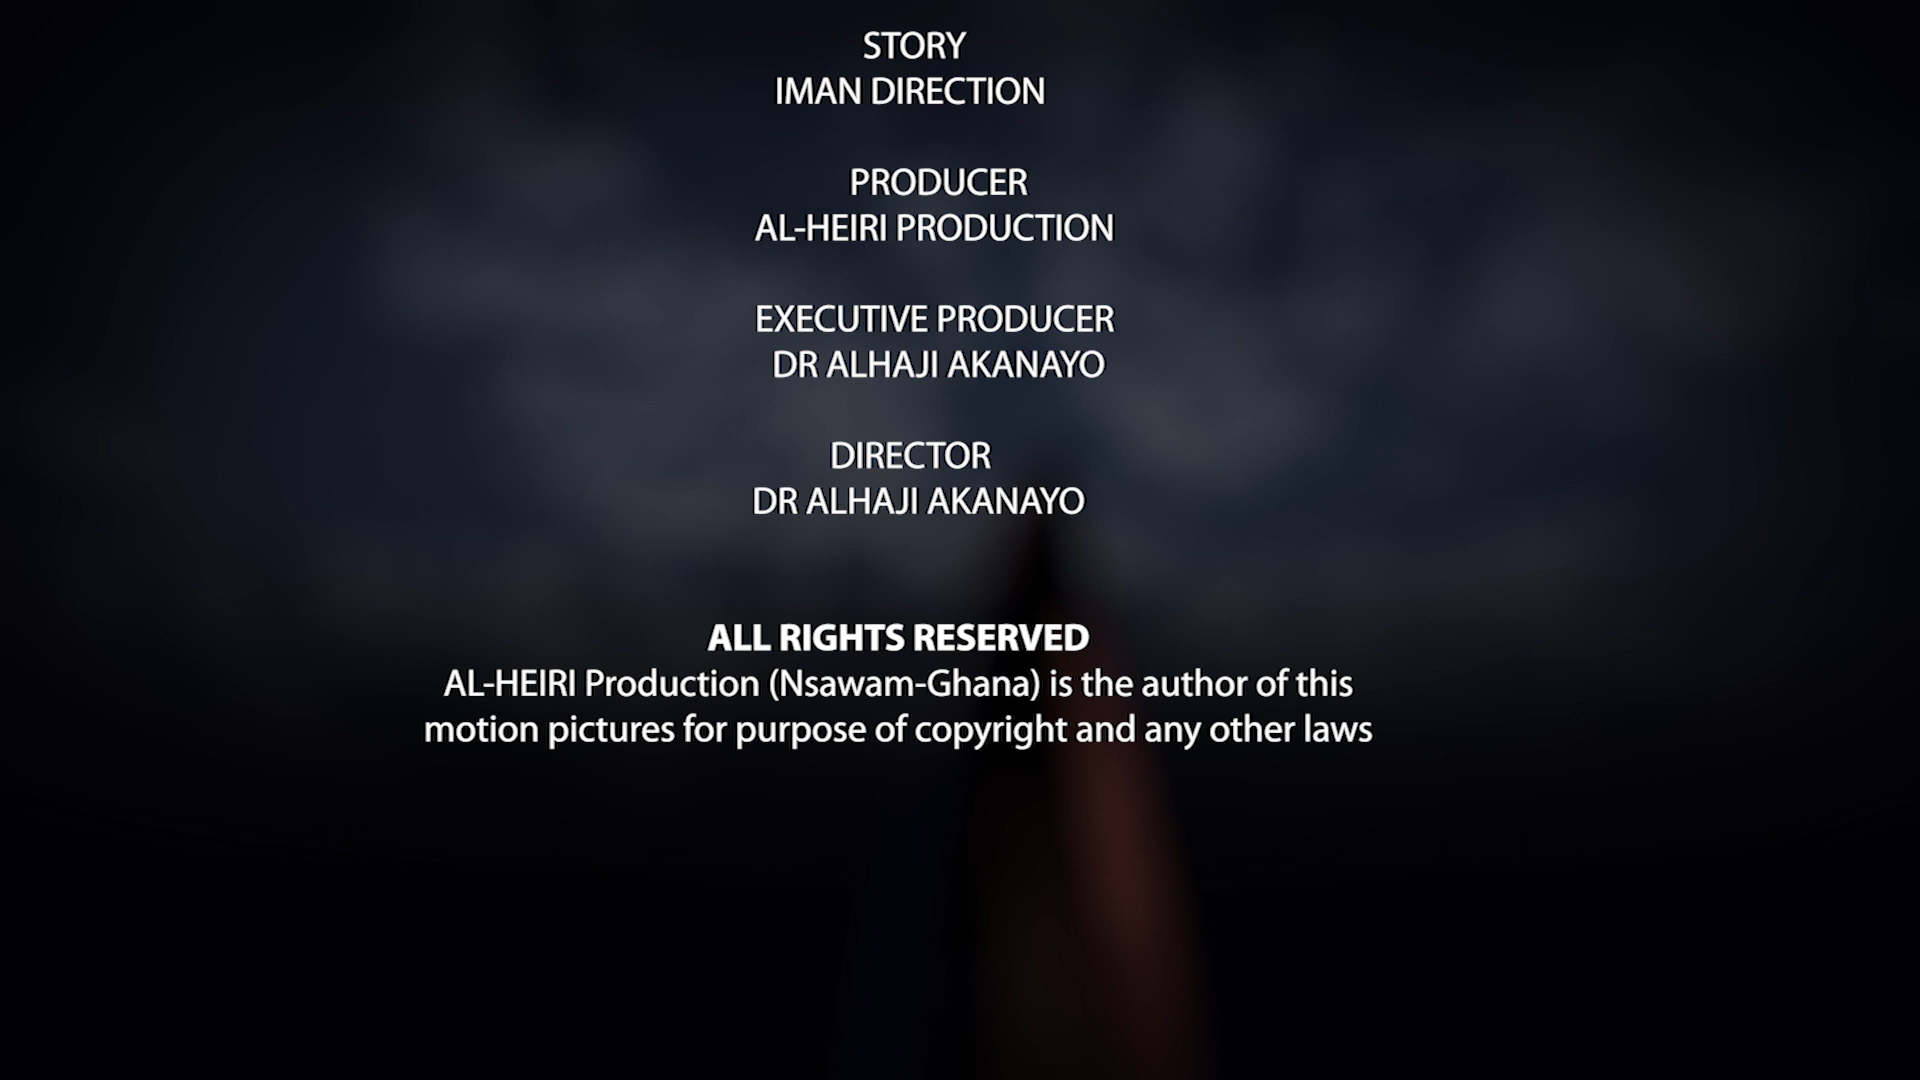 STORY
IMAN DIRECTION
PRODUCER
AL-HEIRI PRODUCTION
EXECUTIVE PRODUCER
DR ALHAJI AKANAYO
DIRECTOR
DR ALHAJI AKANAYO
ALL RIGHTS RESERVED
AL-HEIRI Production (Nsawam-Ghana) is the author of this
motion pictures for purpose of copyright and any other laws